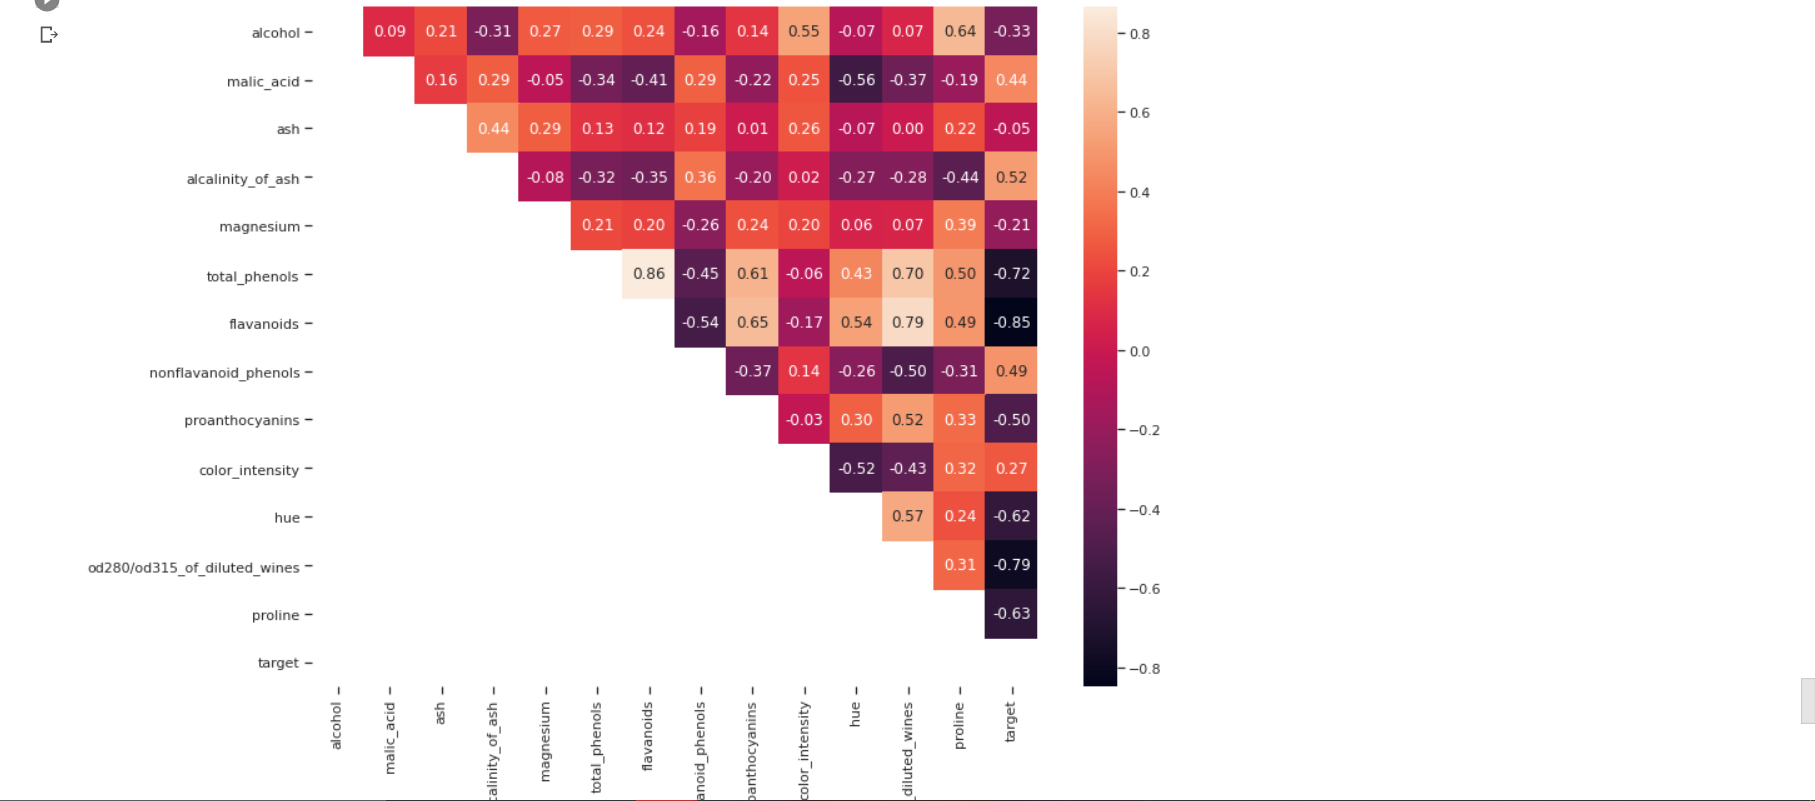 alcohol 0.09 0.21 -0.31 0.27 0.29 0.24 -0.16 0.14 0.55 -0.07 0.07 0.64 -0.33
malic_acid 0.16 0.29 -0.05 -0.34 -0.41 0.29 -0.22 0.25 -0.56 -0.37 -0.19 0.44
ash 0.44 0.29 0.13 0.12 0.19 0.01 0.26 -0.07 0.00 0.22 -0.05
alcalinity_of_ash -0.08 -0.32 -0.35 0.36 -0.20 0.02 -0.27 -0.28 -0.44 0.52
magnesium 0.21 0.20 -0.26 0.24 0.20 0.06 0.07 0.39 -0.21
total_phenols 0.86 -0.45 0.61 -0.06 0.43 0.70 0.50 -0.72
flavanoids -0.54 0.65 -0.17 0.54 0.79 0.49 -0.85
nonflavanoid_phenols -0.37 0.14 -0.26 -0.50 -0.31 0.49
proanthocyanins -0.03 0.30 0.52 0.33 -0.50
color_intensity -0.52 -0.43 0.32 0.27
hue 0.57 0.24 -0.62
od280/od315_of_diluted_wines 0.31 -0.79
proline -0.63
target
alcohol
malic_acid
ash
calinity_of_ash
magnesium
total_phenols
flavanoids
anoid_phenols
oanthocyanins
color_intensity
hue
_diluted_wines
proline
target
0.8
0.6
0.4
0.2
0.0
−0.2
−0.4
−0.6
−0.8